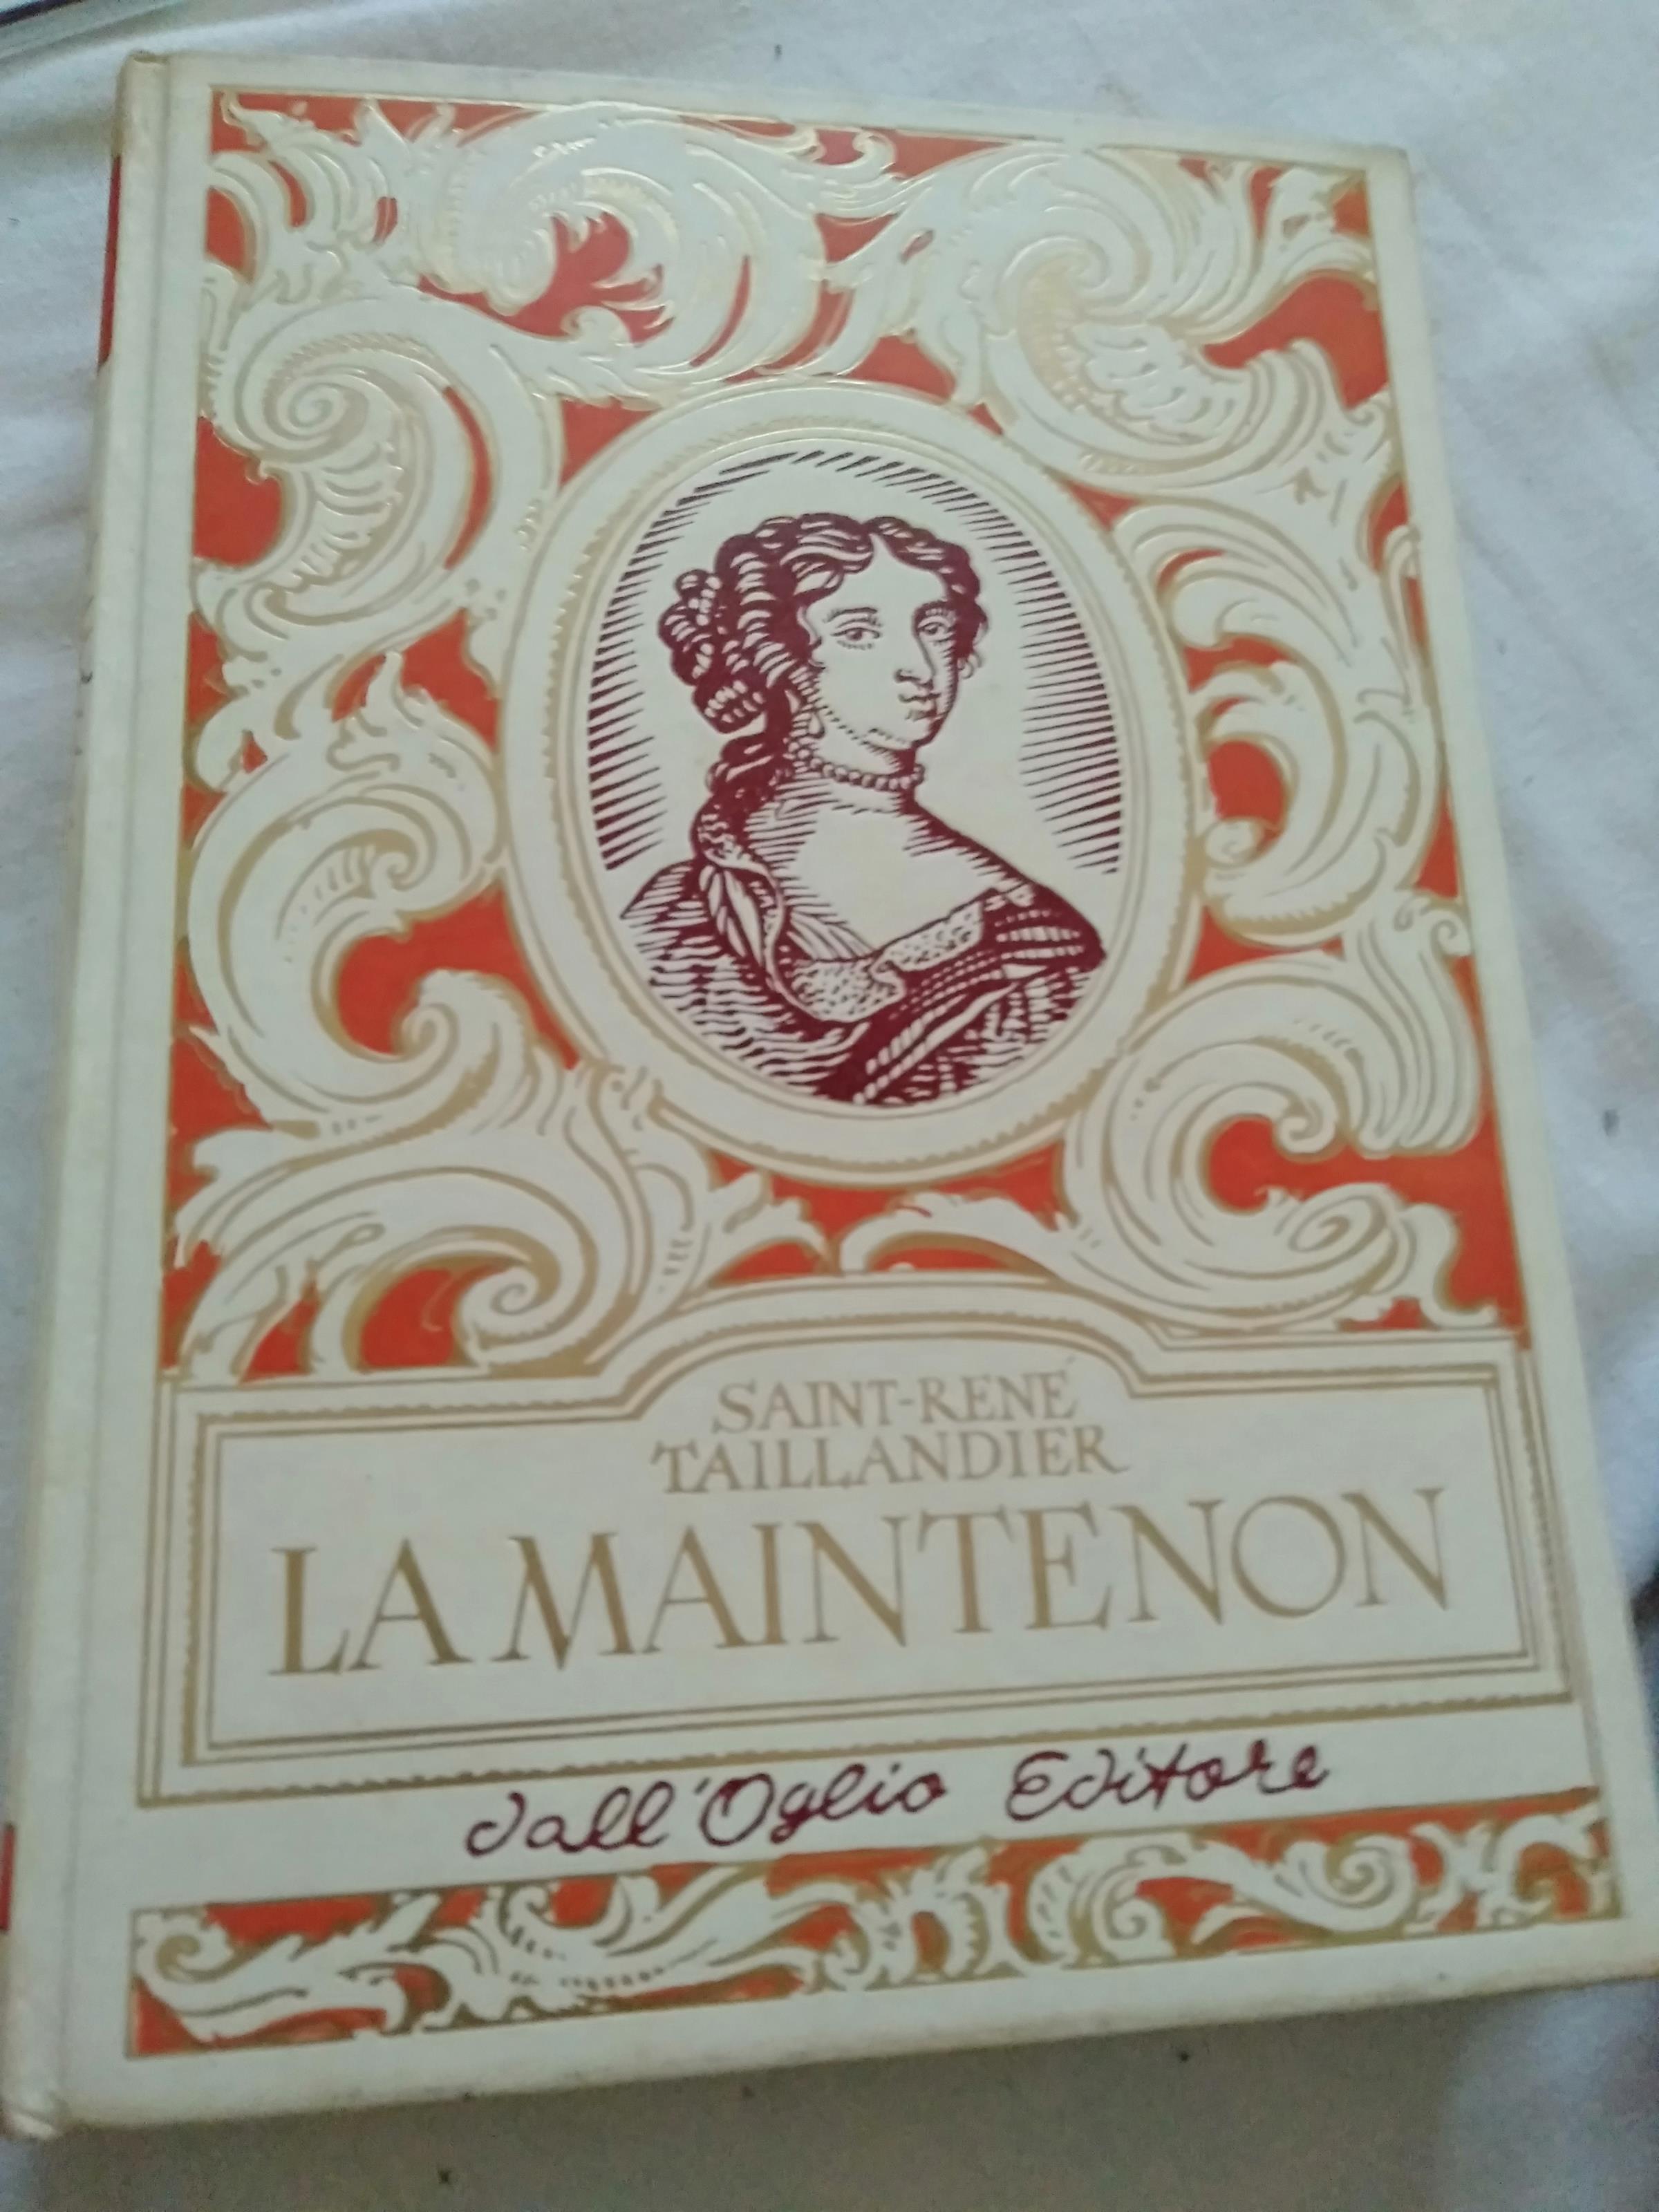 SAINT-RENÉ
TAILLANDIER
LA MAINTENON
dall'Oglio Editore